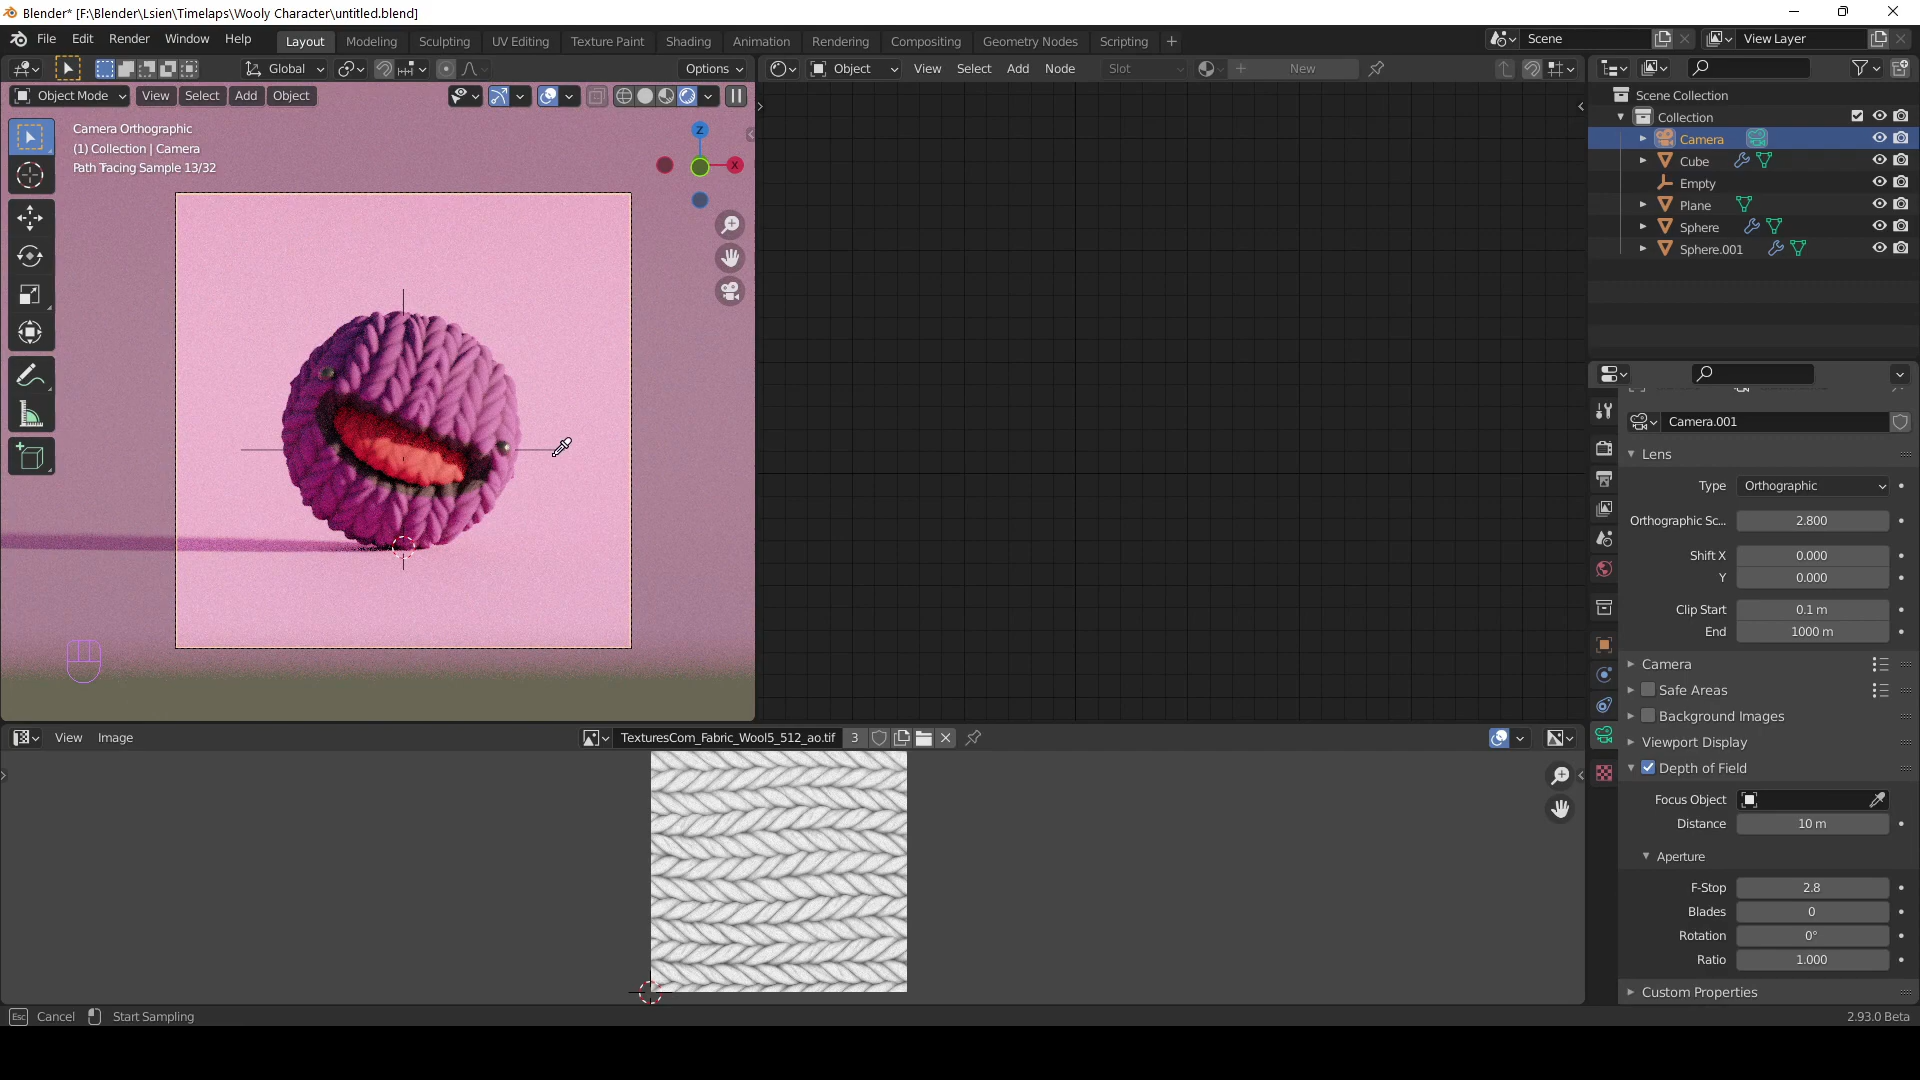 Blender* [F:\Blender\Lsien\Timelaps\Wooly Character\untitled.blend]
File Edit Render Window Help
Layout Modeling Sculpting UV Editing Texture Paint Shading Animation Rendering Compositing Geometry Nodes Scripting +
Scene View Layer
Global Options
Object View Select Add Node Slot New
Object Mode View Select Add Object
Camera Orthographic
(1) Collection | Camera
Path Tracing Sample 13/32
Z
X
Scene Collection
Collection
Camera
Cube
Empty
Plane
Sphere
Sphere.001
Camera.001
Lens
Type Orthographic
Orthographic Sc... 2.800
Shift X 0.000
Y 0.000
Clip Start 0.1 m
End 1000 m
Camera
Safe Areas
Background Images
Viewport Display
Depth of Field
Focus Object
Distance 10 m
Aperture
F-Stop 2.8
Blades 0
Rotation 0°
Ratio 1.000
Custom Properties
View Image TexturesCom_Fabric_Wool5_512_ao.tif 3
Esc Cancel Start Sampling 2.93.0 Beta